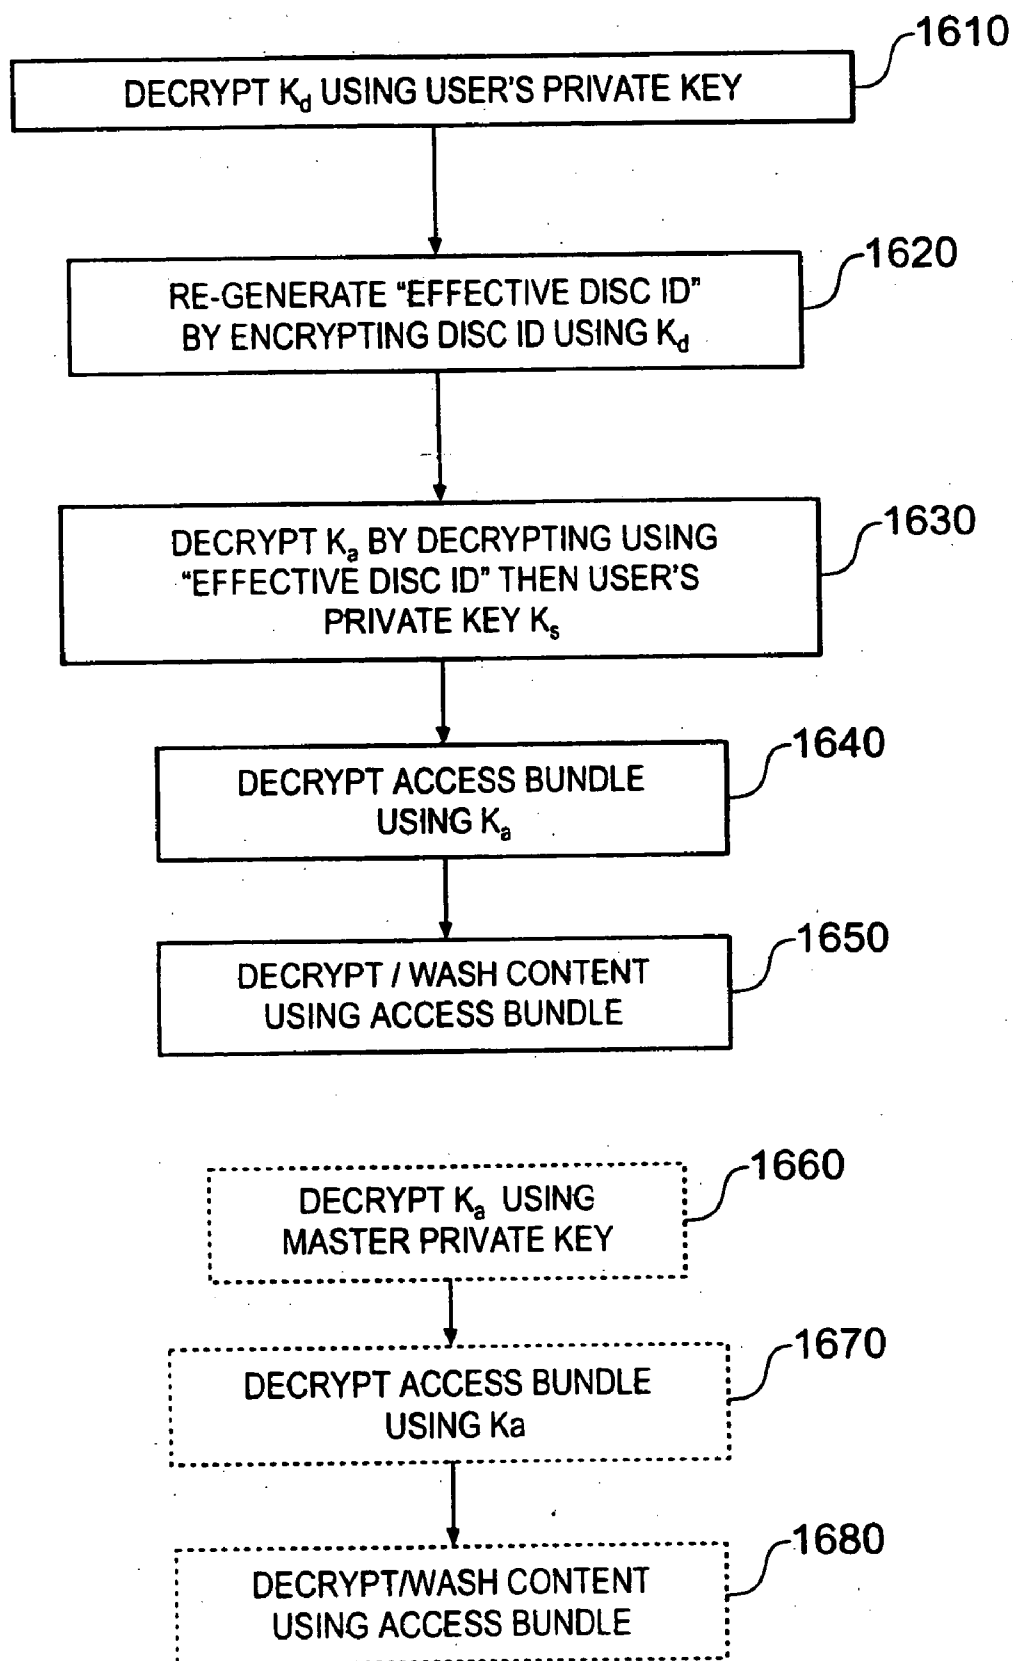 1610
DECRYPT Kd USING USER'S PRIVATE KEY
1620
RE-GENERATE "EFFECTIVE DISC ID"
BY ENCRYPTING DISC ID USING Kd
1630
DECRYPT Ka BY DECRYPTING USING
"EFFECTIVE DISC ID" THEN USER'S
PRIVATE KEY Ks
1640
DECRYPT ACCESS BUNDLE
USING Ka
1650
DECRYPT / WASH CONTENT
USING ACCESS BUNDLE
1660
DECRYPT Ka USING
MASTER PRIVATE KEY
1670
DECRYPT ACCESS BUNDLE
USING Ka
1680
DECRYPT/WASH CONTENT
USING ACCESS BUNDLE